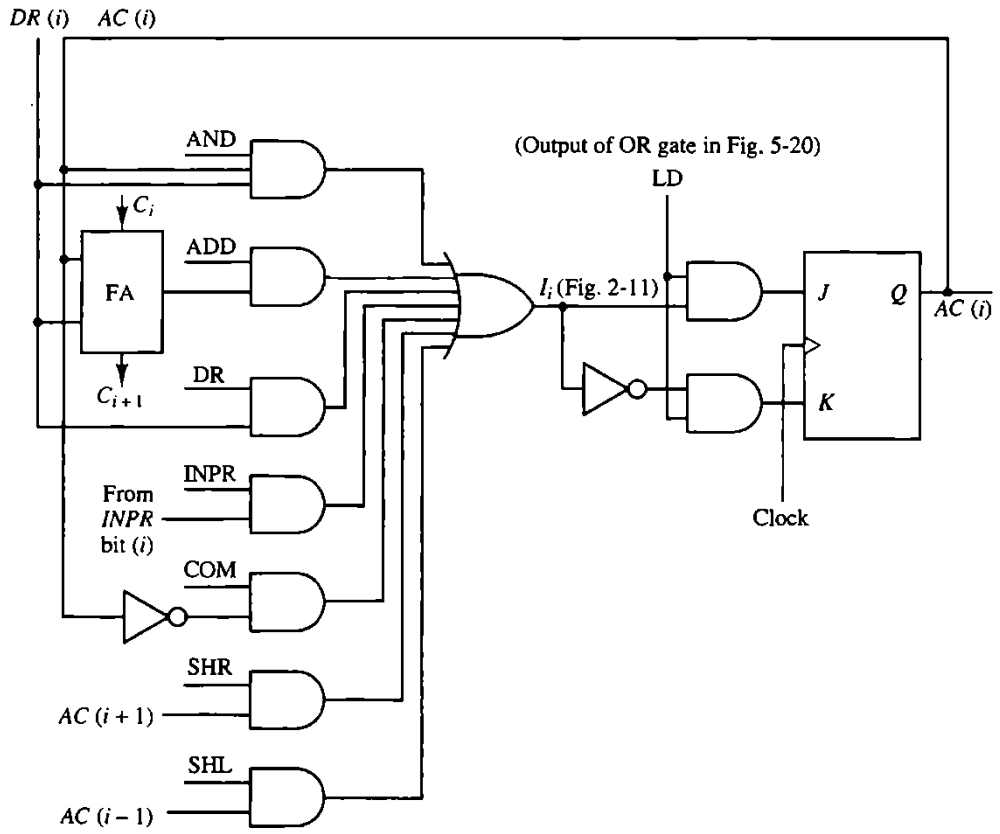 DR (i) AC (i)
AND
(Output of OR gate in Fig. 5-20)
LD
C_i
ADD
FA
I_i (Fig. 2-11)
J
Q
AC (i)
C_{i+1}
DR
K
INPR
From
INPR
bit (i)
Clock
COM
SHR
AC (i + 1)
SHL
AC (i − 1)